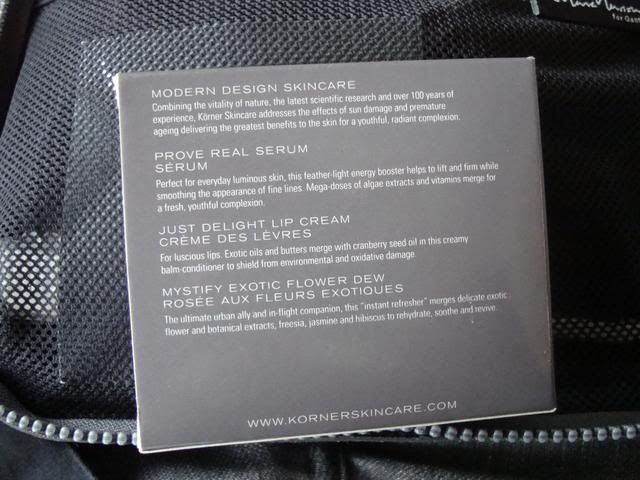 for Qantas
MODERN DESIGN SKINCARE
Combining the vitality of nature, the latest scientific research and over 100 years of
experience, Körner Skincare addresses the effects of sun damage and premature
ageing delivering the greatest benefits to the skin for a youthful, radiant complexion.
PROVE REAL SERUM
SÉRUM
Perfect for everyday luminous skin, this feather-light energy booster helps to lift and firm while
smoothing the appearance of fine lines. Mega-doses of algae extracts and vitamins merge for
a fresh, youthful complexion.
JUST DELIGHT LIP CREAM
CRÈME DES LÈVRES
For luscious lips. Exotic oils and butters merge with cranberry seed oil in this creamy
balm-conditioner to shield from environmental and oxidative damage.
MYSTIFY EXOTIC FLOWER DEW
ROSÉE AUX FLEURS EXOTIQUES
The ultimate urban ally and in-flight companion, this "instant refresher" merges delicate exotic
flower and botanical extracts, freesia, jasmine and hibiscus to rehydrate, soothe and revive.
WWW.KORNERSKINCARE.COM